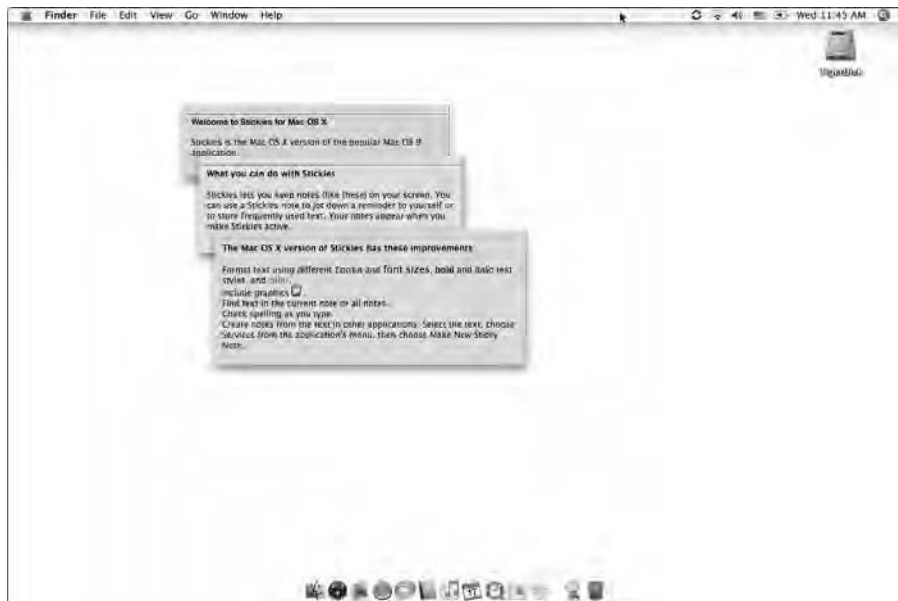 Finder File Edit View Go Window Help
Wed 11:45 AM
Welcome to Stickies for Mac OS X
Stickies is the Mac OS X version of the popular Mac OS 9
application.
What you can do with Stickies
Stickies lets you keep notes (like these) on your screen. You
can use a Stickies note to jot down a reminder to yourself or
to store frequently used text. Your notes appear when you
make Stickies active.
The Mac OS X version of Stickies has these improvements
Format text using different fonts and font sizes, bold and italic text
styles, and color.
Include graphics
Find text in the current note or all notes.
Check spelling as you type.
Create notes from the text in other applications. Select the text, choose
Services from the application's menu, then choose Make New Sticky
Note.
17